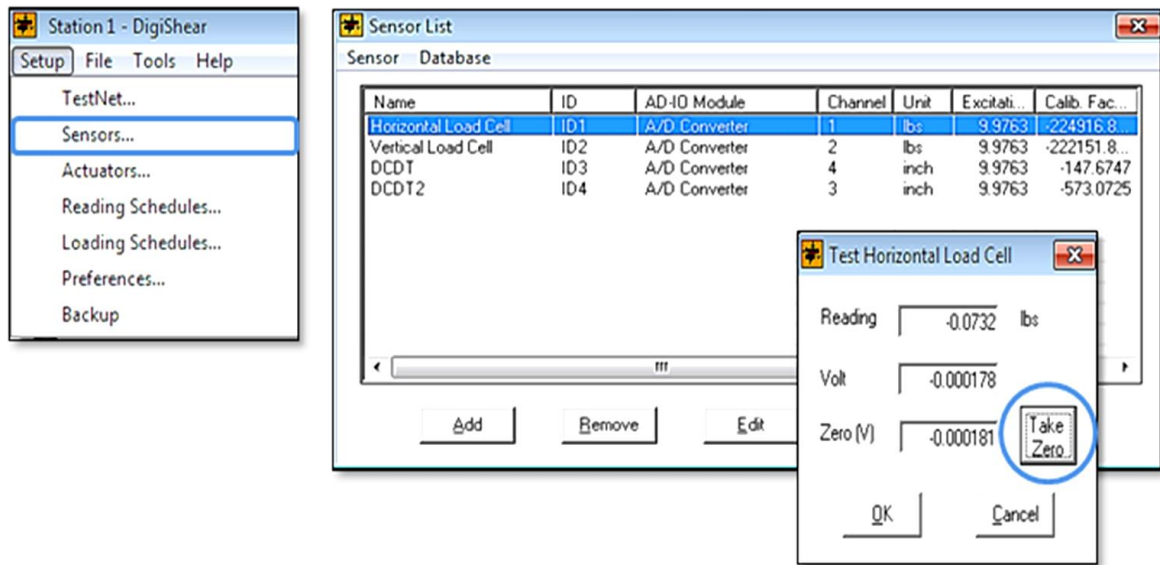 Station 1 - DigiShear
Setup File Tools Help
TestNet...
Sensors...
Actuators...
Reading Schedules...
Loading Schedules...
Preferences...
Backup
Sensor List
Sensor Database
Name ID AD-IO Module Channel Unit Excitati... Calib. Fac...
Horizontal Load Cell ID1 A/D Converter 1 lbs 9.9763 -224916.8...
Vertical Load Cell ID2 A/D Converter 2 lbs 9.9763 -222151.8...
DCDT ID3 A/D Converter 4 inch 9.9763 -147.6747
DCDT2 ID4 A/D Converter 3 inch 9.9763 -573.0725
Add Remove Edit
Test Horizontal Load Cell
Reading -0.0732 lbs
Volt -0.000178
Zero (V) -0.000181
Take
Zero
OK Cancel